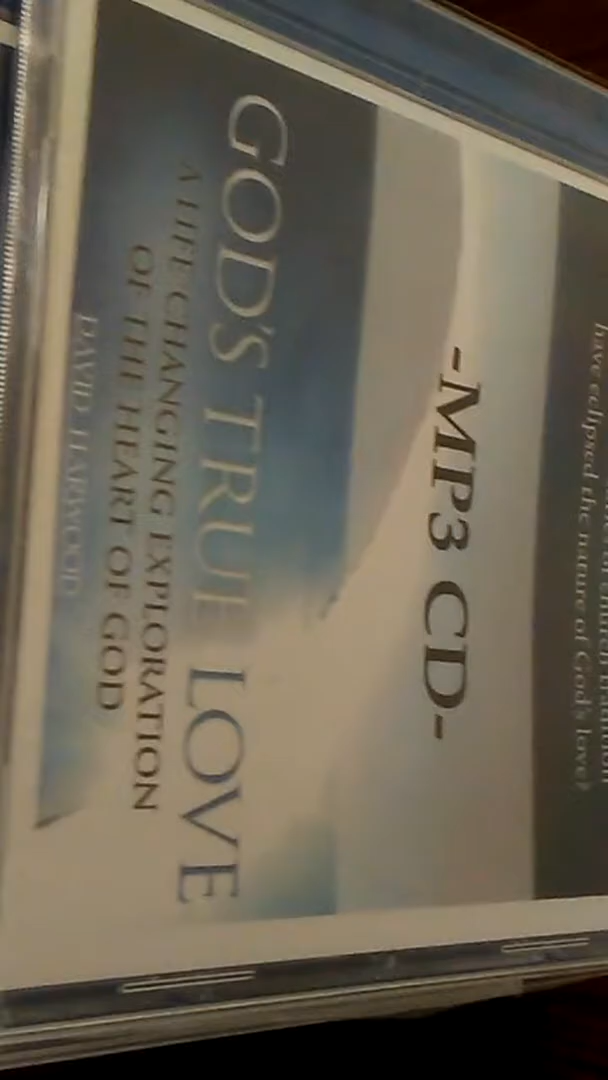 have eclipsed the nature of God's love?
-MP3 CD-
GOD'S TRUE LOVE
A LIFE CHANGING EXPLORATION
OF THE HEART OF GOD
DAVID HARWOOD